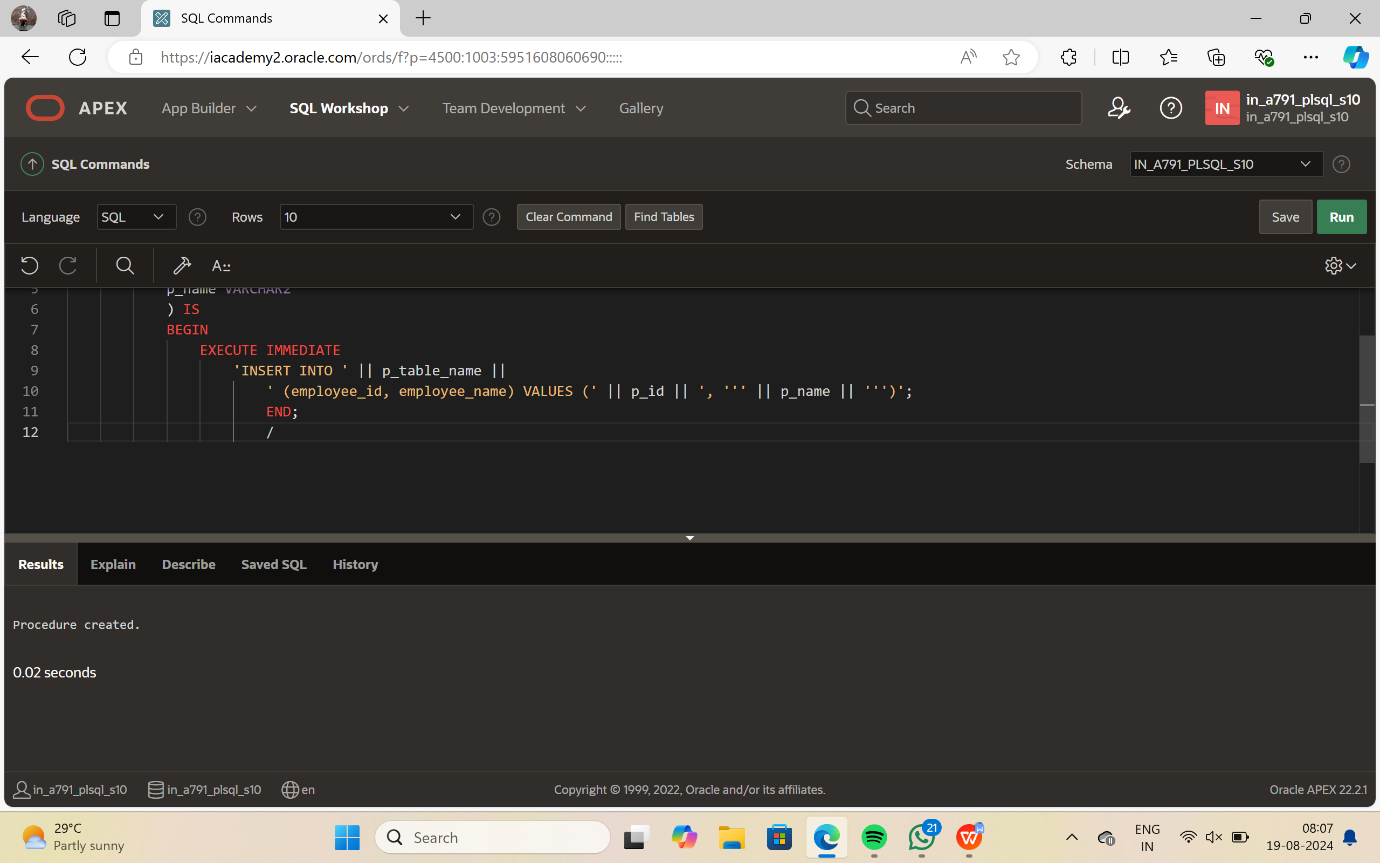 SQL Commands
https://iacademy2.oracle.com/ords/f?p=4500:1003:5951608060690:::::
APEX App Builder SQL Workshop Team Development Gallery Search IN in_a791_plsql_s10
in_a791_plsql_s10
SQL Commands Schema IN_A791_PLSQL_S10
Language SQL Rows 10 Clear Command Find Tables Save Run
5 p_name VARCHAR2
6 ) IS
7 BEGIN
8 EXECUTE IMMEDIATE
9 'INSERT INTO ' || p_table_name ||
10 ' (employee_id, employee_name) VALUES (' || p_id || ', ''' || p_name || ''')';
11 END;
12 /
Results Explain Describe Saved SQL History
Procedure created.
0.02 seconds
in_a791_plsql_s10 in_a791_plsql_s10 en Copyright © 1999, 2022, Oracle and/or its affiliates. Oracle APEX 22.2.1
29°C
Partly sunny
Search
21
ENG
IN
08:07
19-08-2024